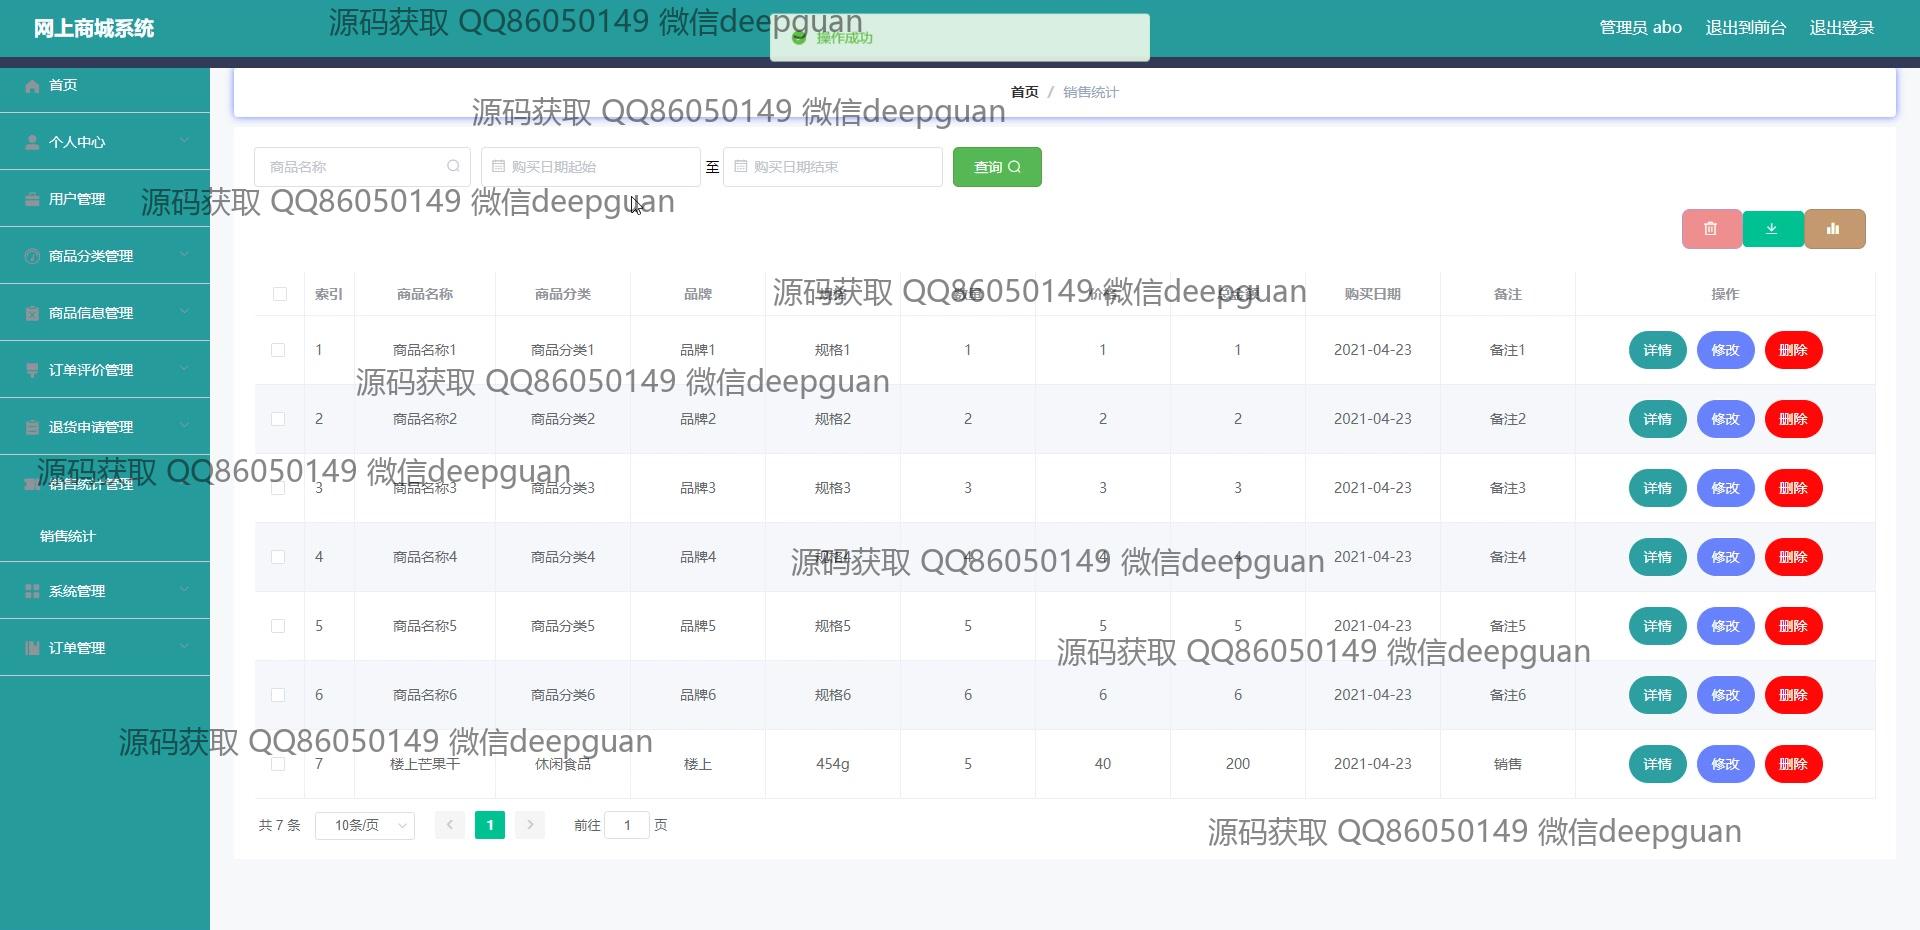 网上商城系统
源码获取 QQ86050149 微信deepguan
操作成功
管理员 abo 退出到前台 退出登录
首页
个人中心
用户管理
商品分类管理
商品信息管理
订单评价管理
退货申请管理
销售统计管理
销售统计
系统管理
订单管理
首页 / 销售统计
源码获取 QQ86050149 微信deepguan
商品名称 购买日期起始 至 购买日期结束 查询
源码获取 QQ86050149 微信deepguan
索引 商品名称 商品分类 品牌 规格 数量 价格 总金额 购买日期 备注 操作
源码获取 QQ86050149 微信deepguan
1 商品名称1 商品分类1 品牌1 规格1 1 1 1 2021-04-23 备注1 详情 修改 删除
源码获取 QQ86050149 微信deepguan
2 商品名称2 商品分类2 品牌2 规格2 2 2 2 2021-04-23 备注2 详情 修改 删除
源码获取 QQ86050149 微信deepguan
3 商品名称3 商品分类3 品牌3 规格3 3 3 3 2021-04-23 备注3 详情 修改 删除
4 商品名称4 商品分类4 品牌4 规格4 4 4 4 2021-04-23 备注4 详情 修改 删除
源码获取 QQ86050149 微信deepguan
5 商品名称5 商品分类5 品牌5 规格5 5 5 5 2021-04-23 备注5 详情 修改 删除
源码获取 QQ86050149 微信deepguan
6 商品名称6 商品分类6 品牌6 规格6 6 6 6 2021-04-23 备注6 详情 修改 删除
源码获取 QQ86050149 微信deepguan
7 楼上芒果干 休闲食品 楼上 454g 5 40 200 2021-04-23 销售 详情 修改 删除
共 7 条 10条/页 1 前往 1 页
源码获取 QQ86050149 微信deepguan